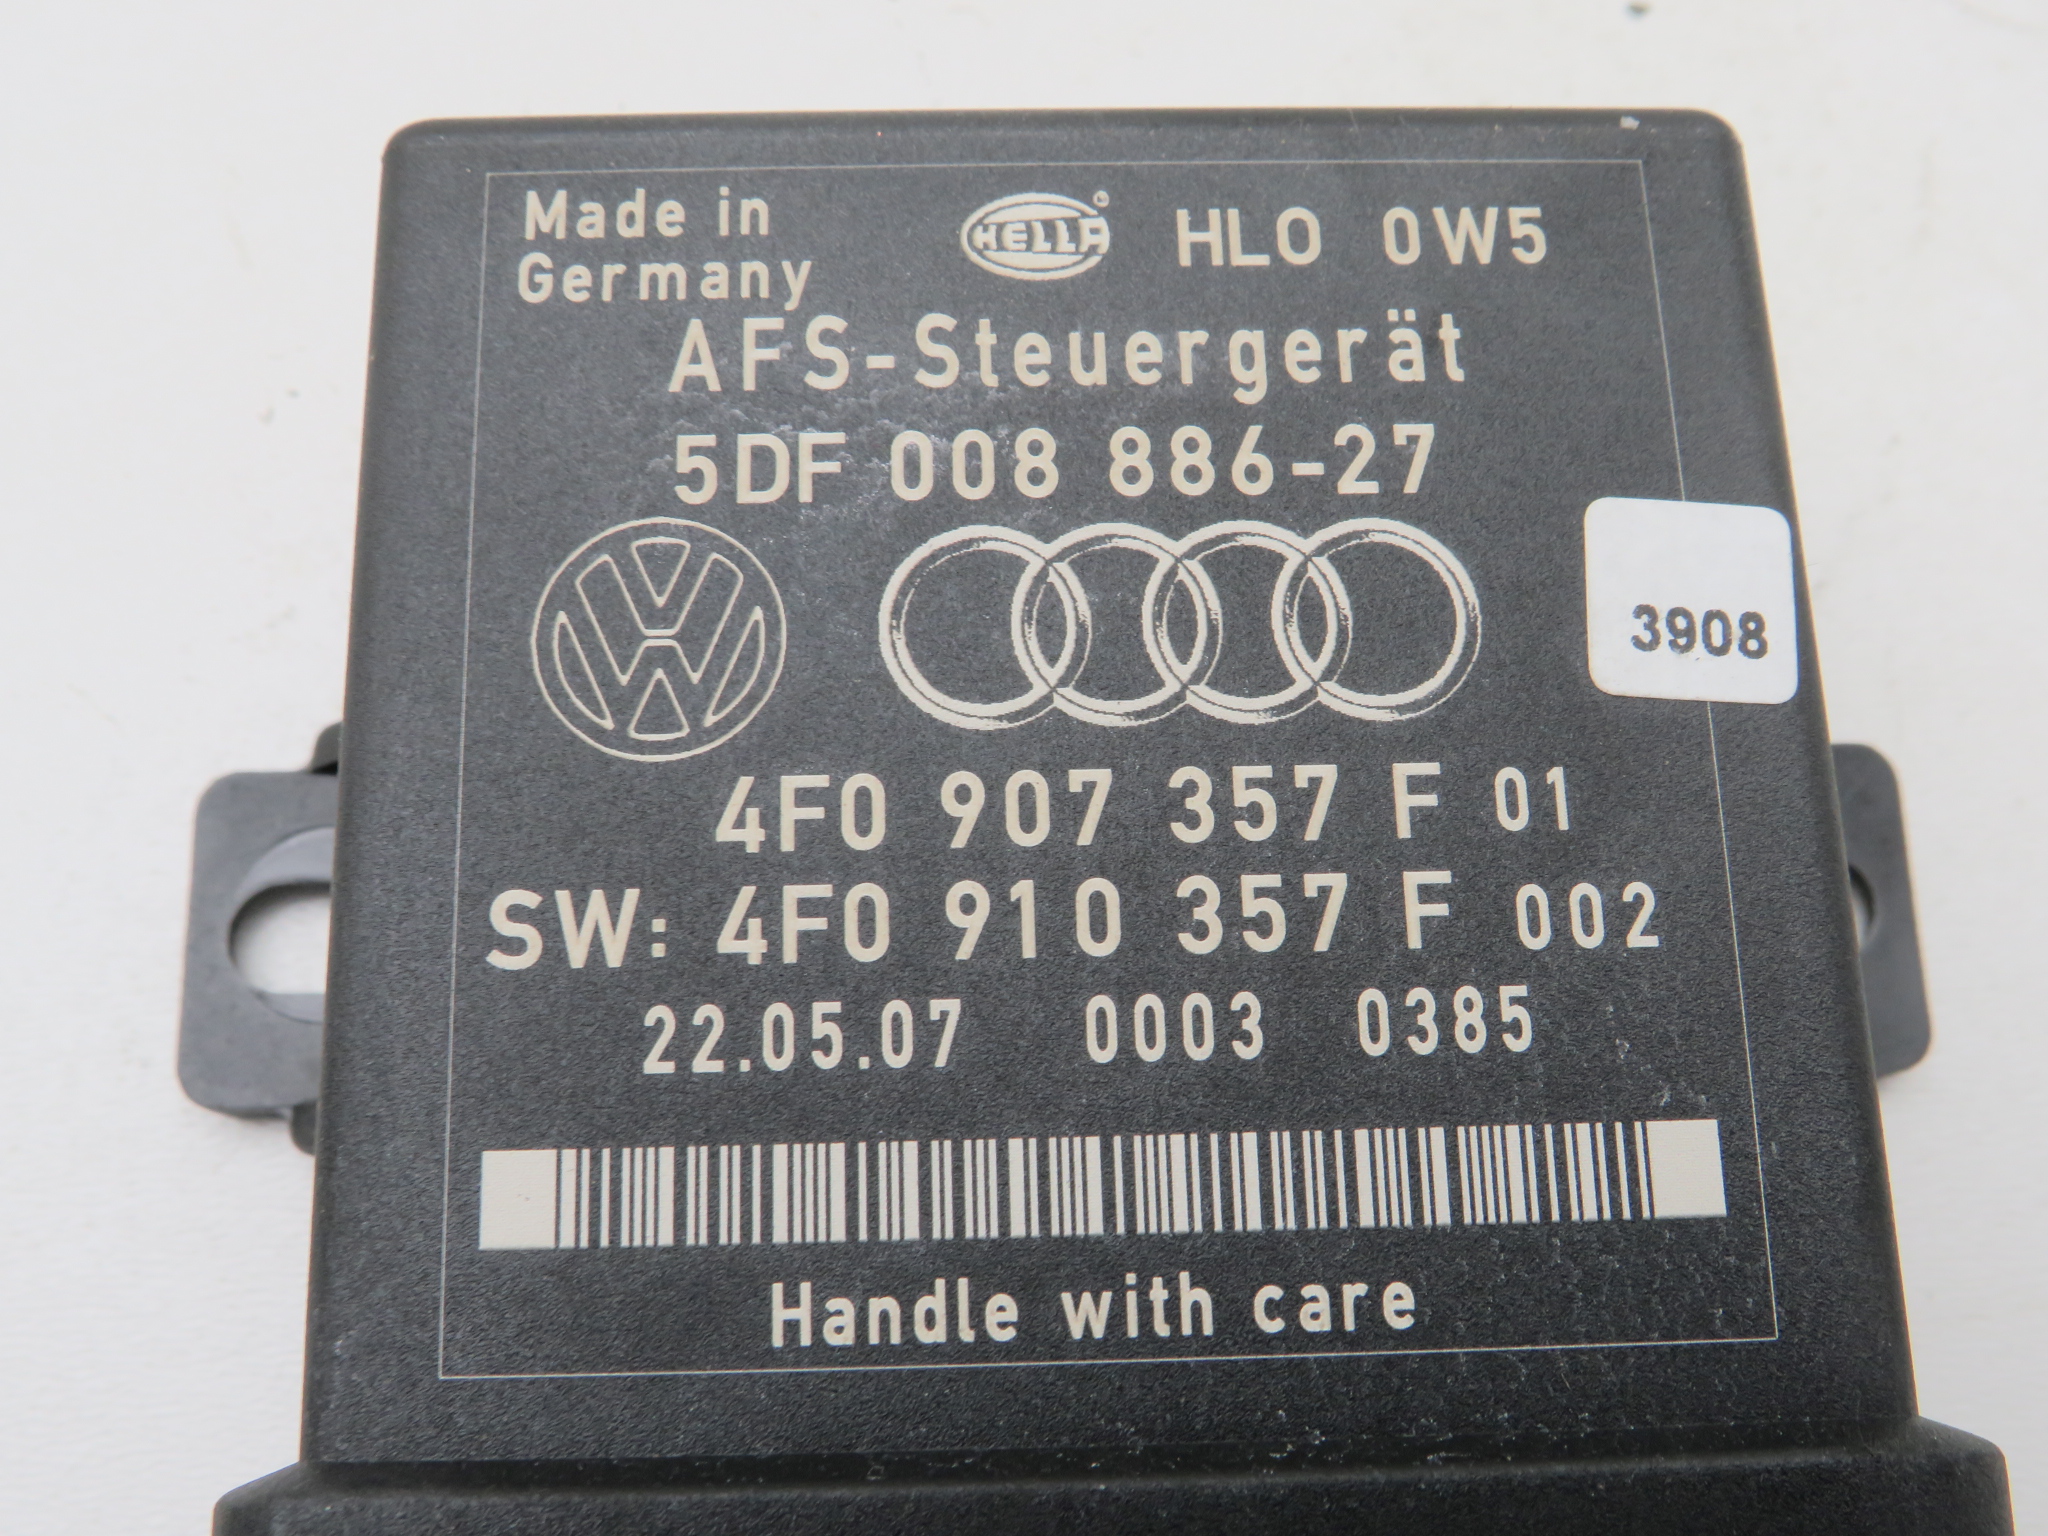 Made in
Germany
HELLA® HLO 0W5
AFS-Steuergerät
5DF 008 886-27
3908
4F0 907 357 F 01
SW: 4F0 910 357 F 002
22.05.07 0003 0385
Handle with care